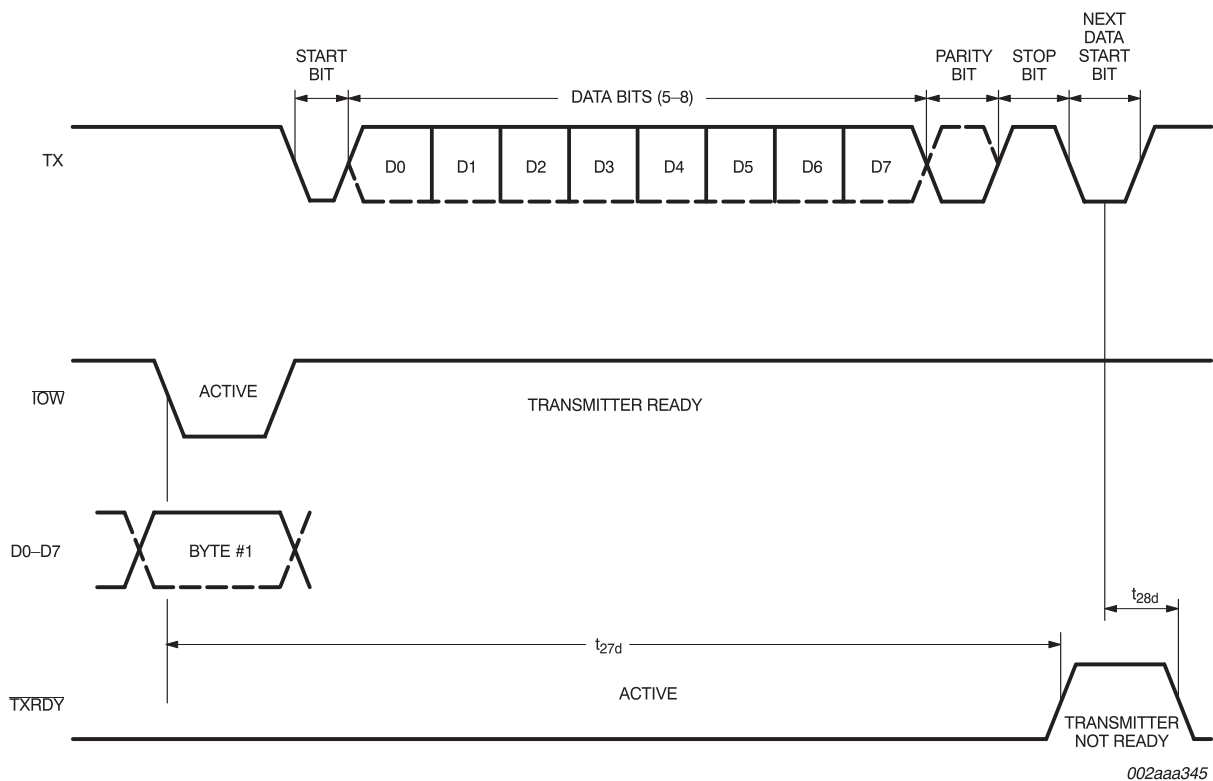 START
BIT
DATA BITS (5–8)
PARITY
BIT
STOP
BIT
NEXT
DATA
START
BIT
TX
D0
D1
D2
D3
D4
D5
D6
D7
IOW
ACTIVE
TRANSMITTER READY
D0–D7
BYTE #1
t28d
t27d
TXRDY
ACTIVE
TRANSMITTER
NOT READY
002aaa345